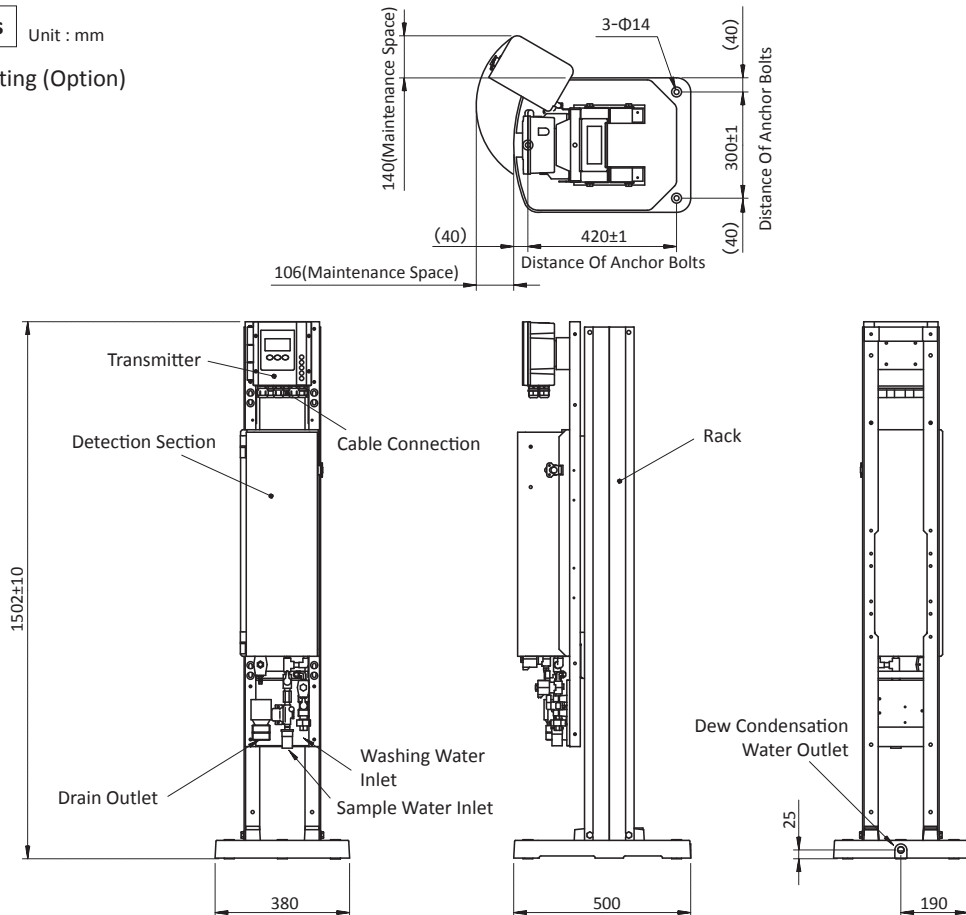 s Unit : mm
ting (Option)
3-Φ14
140(Maintenance Space)
(40)
300±1
Distance Of Anchor Bolts
(40)
(40)
420±1
Distance Of Anchor Bolts
106(Maintenance Space)
Transmitter
Cable Connection
Detection Section
Rack
1502±10
Dew Condensation
Water Outlet
Washing Water
Inlet
Drain Outlet
Sample Water Inlet
25
380
500
190